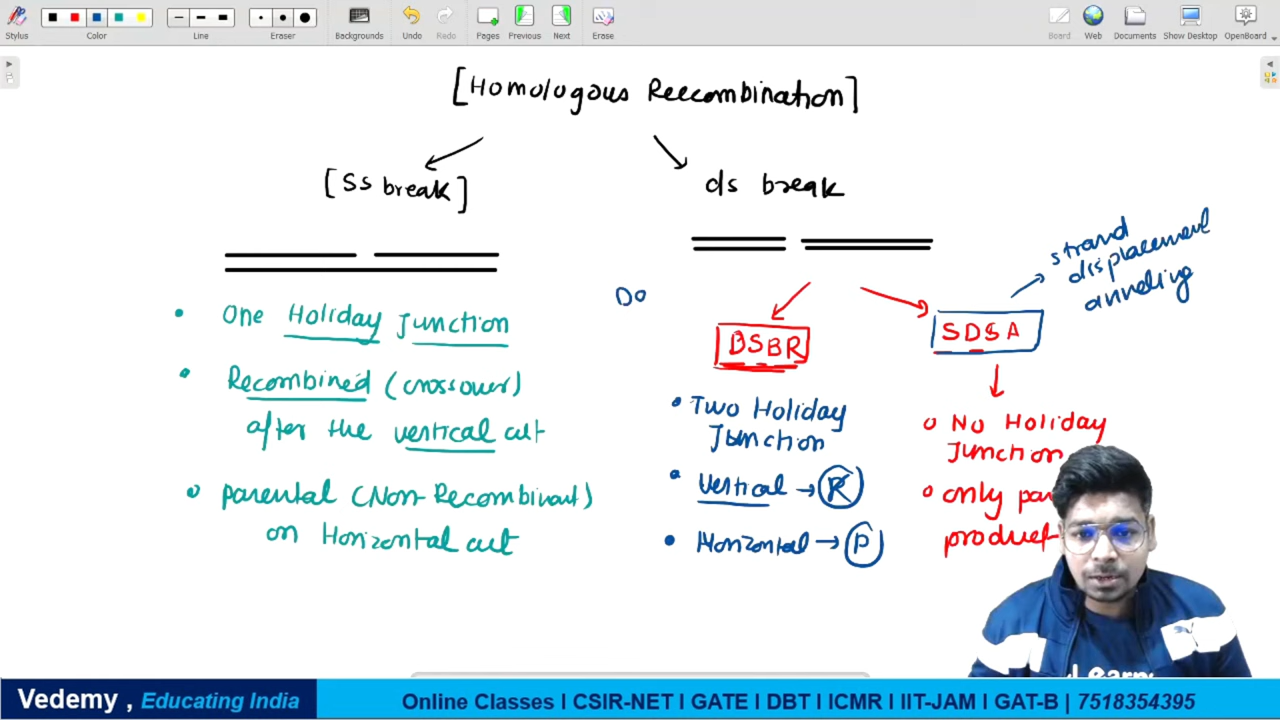 Stylus
Color
Line
Eraser
Backgrounds
Undo
Redo
Pages
Previous
Next
Erase
Board
Web
Documents
Show Desktop
OpenBoard
[Homologous Reecombination]
[Ss break]
ds break
strand
displacement
anneling
One Holiday Junction
Recombined (crossover)
after the vertical cut
parental (Non-Recombinant)
on Horizontal cut
Do
DSBR
Two Holiday
Junction
Vertical → R
Horizontal → P
SDSA
No Holiday
Junction
only
product
Learn
Vedemy , Educating India
Online Classes I CSIR-NET I GATE I DBT I ICMR I IIT-JAM I GAT-B | 7518354395